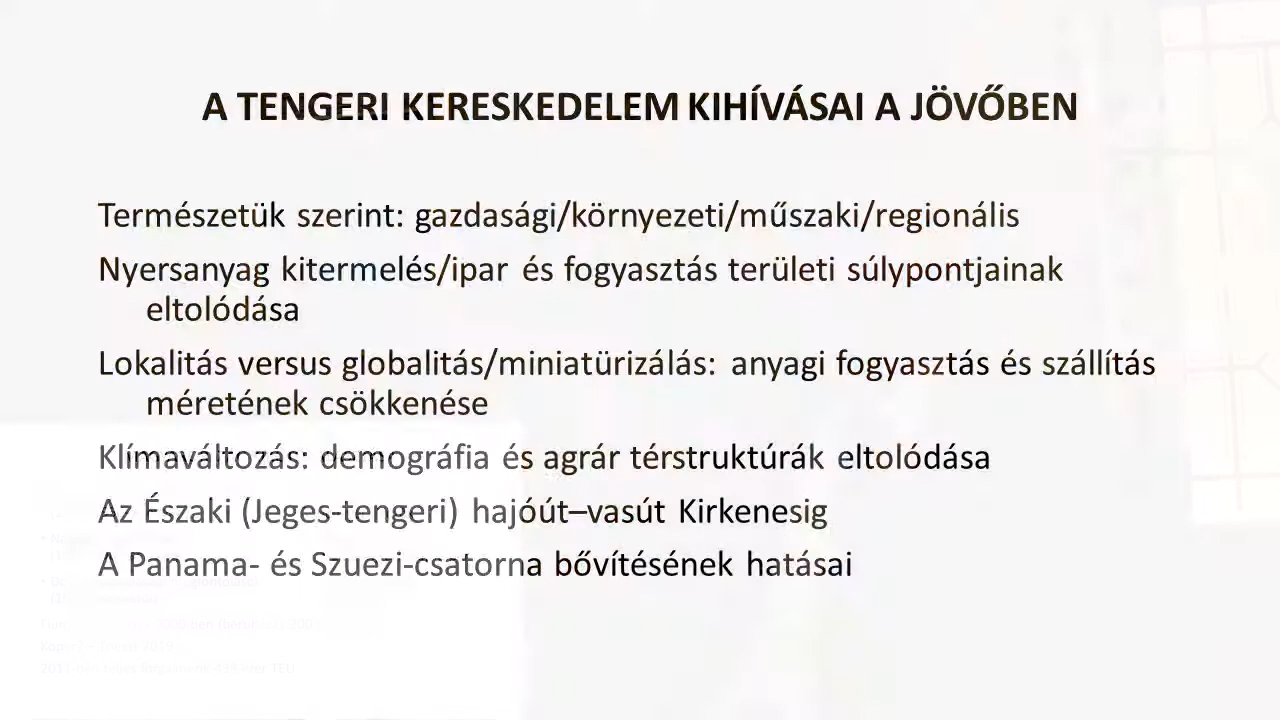 A TENGERI KERESKEDELEM KIHÍVÁSAI A JÖVŐBEN
Természetük szerint: gazdasági/környezeti/műszaki/regionális
Nyersanyag kitermelés/ipar és fogyasztás területi súlypontjainak
eltolódása
Lokalitás versus globalitás/miniatürizálás: anyagi fogyasztás és szállítás
méretének csökkenése
Klímaváltozás: demográfia és agrár térstruktúrák eltolódása
Az Északi (Jeges-tengeri) hajóút–vasút Kirkenesig
A Panama- és Szuezi-csatorna bővítésének hatásai